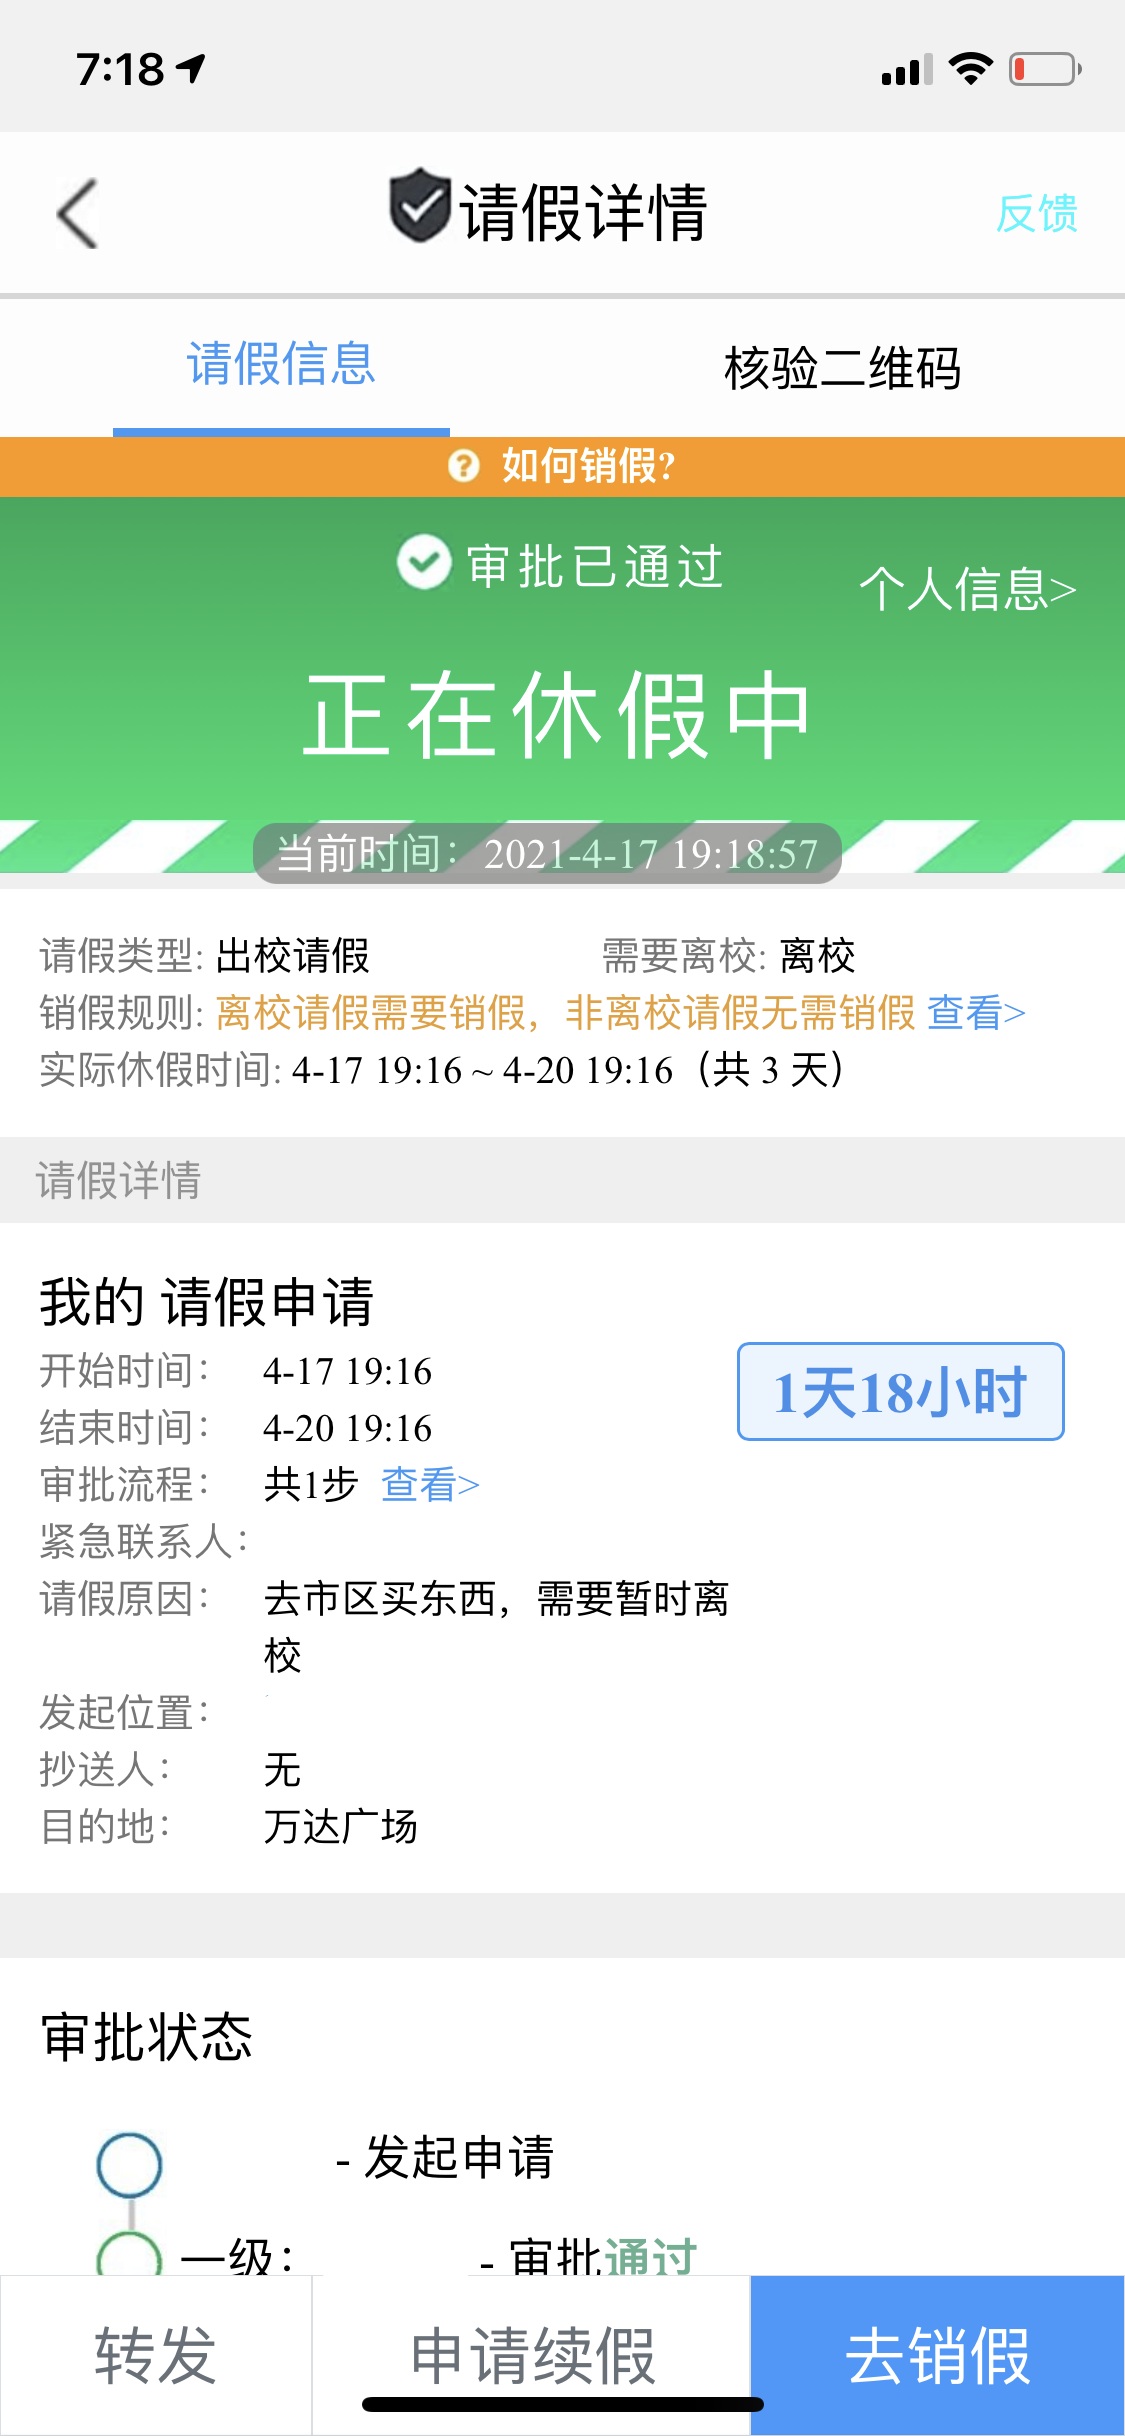 7:18
请假详情
反馈
请假信息 核验二维码
如何销假?
审批已通过
个人信息>
正在休假中
当前时间：2021-4-17 19:18:57
请假类型: 出校请假 需要离校: 离校
销假规则: 离校请假需要销假，非离校请假无需销假 查看>
实际休假时间: 4-17 19:16 ~ 4-20 19:16（共 3 天）
请假详情
我的 请假申请
开始时间： 4-17 19:16
1天18小时
结束时间： 4-20 19:16
审批流程： 共1步 查看>
紧急联系人：
请假原因： 去市区买东西，需要暂时离
校
发起位置：
抄送人： 无
目的地： 万达广场
审批状态
- 发起申请
一级： - 审批通过
转发 申请续假 去销假